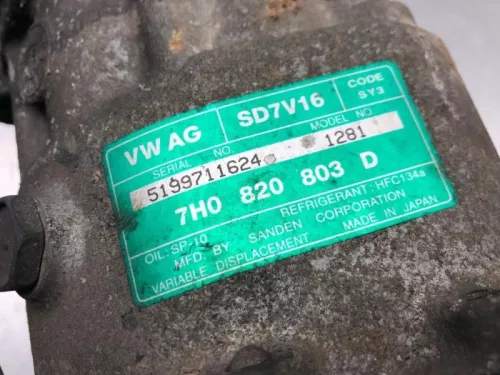 VW AG SD7V16 CODE SY3
SERIAL NO. MODEL NO.
5199711624 1281
7H0 820 803 D
OIL: SP-10 REFRIGERANT: HFC134a
MFD. BY SANDEN CORPORATION
VARIABLE DISPLACEMENT MADE IN JAPAN